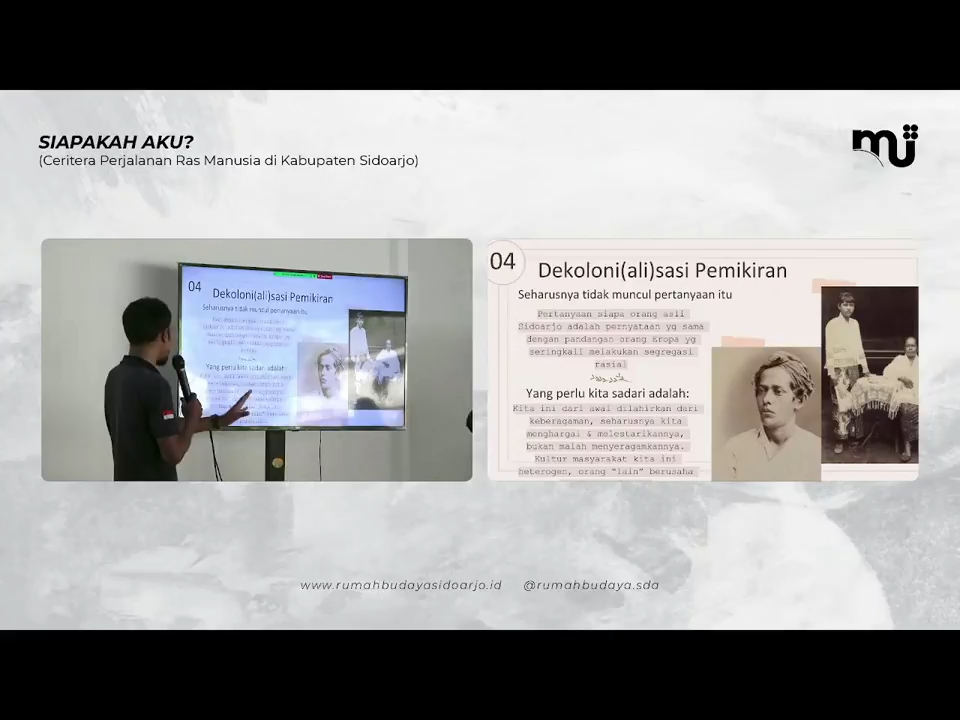 SIAPAKAH AKU?
(Ceritera Perjalanan Ras Manusia di Kabupaten Sidoarjo)
mu
04
Dekoloni(ali)sasi Pemikiran
Seharusnya tidak muncul pertanyaan itu
Yang perlu kita sadari adalah:
04
Dekoloni(ali)sasi Pemikiran
Seharusnya tidak muncul pertanyaan itu
Pertanyaan siapa orang asli
Sidoarjo adalah pernyataan yg sama
dengan pandangan orang Eropa yg
seringkali melakukan segregasi
rasial
Yang perlu kita sadari adalah:
Kita ini dari awal dilahirkan dari
keberagaman, seharusnya kita
menghargai & melestarikannya,
bukan malah menyeragamkannya.
Kultur masyarakat kita ini
heterogen, orang "lain" berusaha
www.rumahbudayasidoarjo.id @rumahbudaya.sda